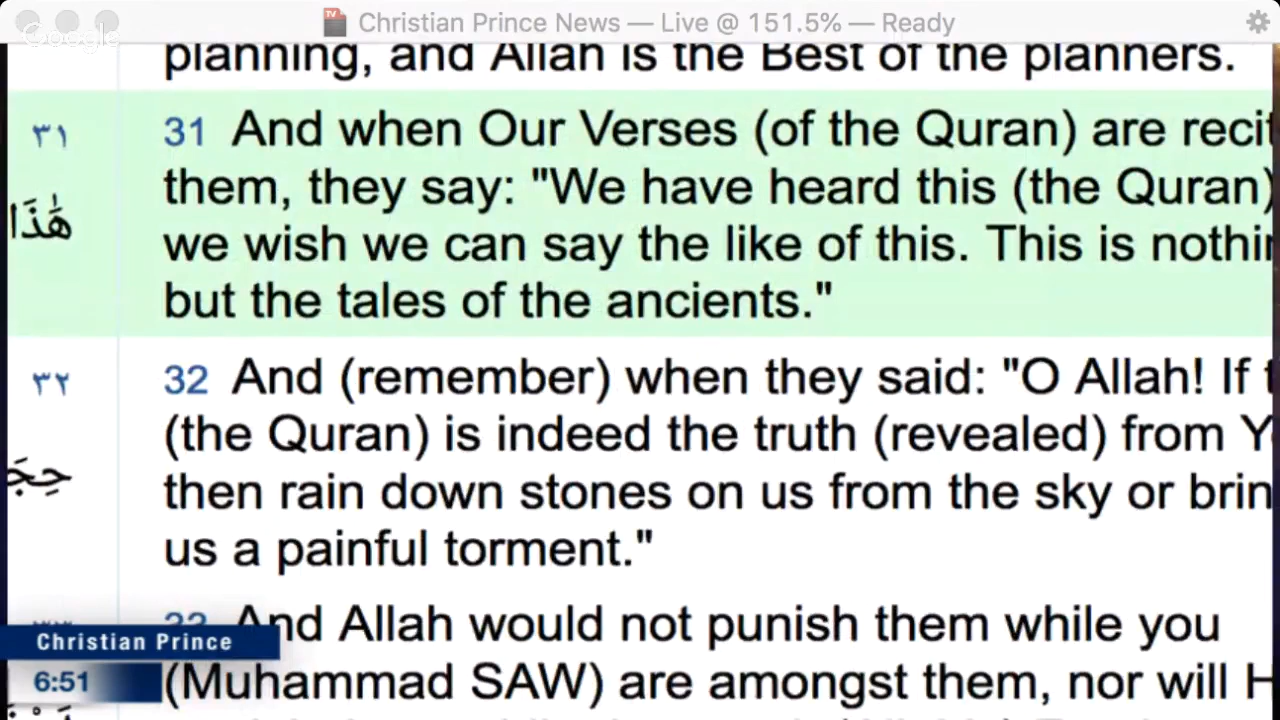 Christian Prince News — Live @ 151.5% — Ready
Google
planning, and Allah is the Best of the planners.
٣١
31 And when Our Verses (of the Quran) are recit
them, they say: "We have heard this (the Quran)
هَٰذَا
we wish we can say the like of this. This is nothin
but the tales of the ancients."
٣٢
32 And (remember) when they said: "O Allah! If t
(the Quran) is indeed the truth (revealed) from Y
then rain down stones on us from the sky or brin
us a painful torment."
33 And Allah would not punish them while you
Christian Prince
6:51
(Muhammad SAW) are amongst them, nor will H